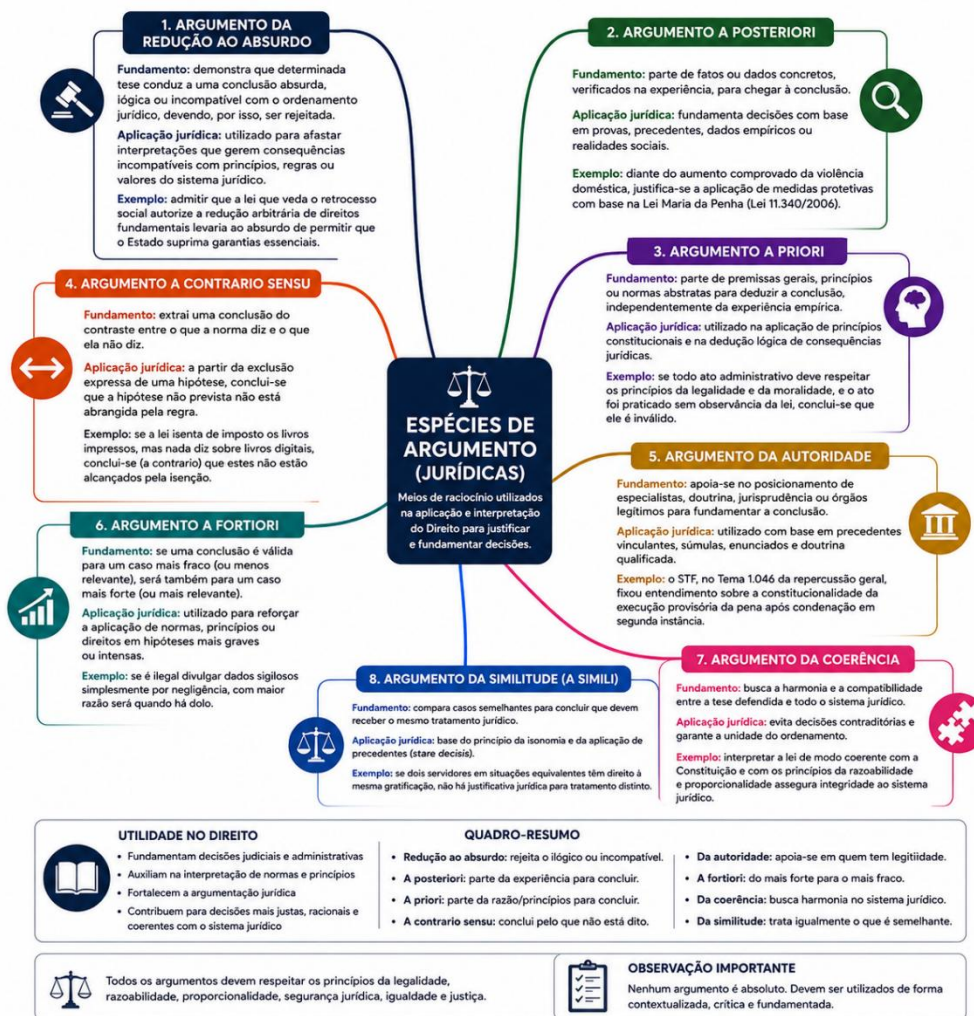 1. ARGUMENTO DA
REDUÇÃO AO ABSURDO
Fundamento: demonstra que determinada
tese conduz a uma conclusão absurda,
lógica ou incompatível com o ordenamento
jurídico, devendo, por isso, ser rejeitada.
Aplicação jurídica: utilizado para afastar
interpretações que gerem consequências
incompatíveis com princípios, regras ou
valores do sistema jurídico.
Exemplo: admitir que a lei que veda o retrocesso
social autorize a redução arbitrária de direitos
fundamentais levaria ao absurdo de permitir que
o Estado suprima garantias essenciais.
2. ARGUMENTO A POSTERIORI
Fundamento: parte de fatos ou dados concretos,
verificados na experiência, para chegar à conclusão.
Aplicação jurídica: fundamenta decisões com base
em provas, precedentes, dados empíricos ou
realidades sociais.
Exemplo: diante do aumento comprovado da violência
doméstica, justifica-se a aplicação de medidas protetivas
com base na Lei Maria da Penha (Lei 11.340/2006).
3. ARGUMENTO A PRIORI
Fundamento: parte de premissas gerais, princípios
ou normas abstratas para deduzir a conclusão,
independentemente da experiência empírica.
Aplicação jurídica: utilizado na aplicação de princípios
constitucionais e na dedução lógica de consequências
jurídicas.
Exemplo: se todo ato administrativo deve respeitar
os princípios da legalidade e da moralidade, e o ato
foi praticado sem observância da lei, conclui-se que
ele é inválido.
4. ARGUMENTO A CONTRARIO SENSU
Fundamento: extrai uma conclusão do
contraste entre o que a norma diz e o que
ela não diz.
Aplicação jurídica: a partir da exclusão
expressa de uma hipótese, conclui-se
que a hipótese não prevista não está
abrangida pela regra.
Exemplo: se a lei isenta de imposto os livros
impressos, mas nada diz sobre livros digitais,
conclui-se (a contrario) que estes não estão
alcançados pela isenção.
ESPÉCIES DE
ARGUMENTO
(JURÍDICAS)
Meios de raciocínio utilizados
na aplicação e interpretação
do Direito para justificar
e fundamentar decisões.
5. ARGUMENTO DA AUTORIDADE
Fundamento: apoia-se no posicionamento de
especialistas, doutrina, jurisprudência ou órgãos
legítimos para fundamentar a conclusão.
Aplicação jurídica: utilizado com base em precedentes
vinculantes, súmulas, enunciados e doutrina
qualificada.
Exemplo: o STF, no Tema 1.046 da repercussão geral,
fixou entendimento sobre a constitucionalidade da
execução provisória da pena após condenação em
segunda instância.
6. ARGUMENTO A FORTIORI
Fundamento: se uma conclusão é válida
para um caso mais fraco (ou menos
relevante), será também para um caso
mais forte (ou mais relevante).
Aplicação jurídica: utilizado para reforçar
a aplicação de normas, princípios ou
direitos em hipóteses mais graves
ou intensas.
Exemplo: se é ilegal divulgar dados sigilosos
simplesmente por negligência, com maior
razão será quando há dolo.
7. ARGUMENTO DA COERÊNCIA
Fundamento: busca a harmonia e a compatibilidade
entre a tese defendida e todo o sistema jurídico.
Aplicação jurídica: evita decisões contraditórias e
garante a unidade do ordenamento.
Exemplo: interpretar a lei de modo coerente com a
Constituição e com os princípios da razoabilidade
e proporcionalidade assegura integridade ao sistema
jurídico.
8. ARGUMENTO DA SIMILITUDE (A SIMILI)
Fundamento: compara casos semelhantes para concluir que devem
receber o mesmo tratamento jurídico.
Aplicação jurídica: base do princípio da isonomia e da aplicação de
precedentes (stare decisis).
Exemplo: se dois servidores em situações equivalentes têm direito à
mesma gratificação, não há justificativa jurídica para tratamento distinto.
UTILIDADE NO DIREITO
• Fundamentam decisões judiciais e administrativas
• Auxiliam na interpretação de normas e princípios
• Fortalecem a argumentação jurídica
• Contribuem para decisões mais justas, racionais e
coerentes com o sistema jurídico
QUADRO-RESUMO
• Redução ao absurdo: rejeita o ilógico ou incompatível.
• A posteriori: parte da experiência para concluir.
• A priori: parte da razão/princípios para concluir.
• A contrario sensu: conclui pelo que não está dito.
• Da autoridade: apoia-se em quem tem legitiidade.
• A fortiori: do mais forte para o mais fraco.
• Da coerência: busca harmonia no sistema jurídico.
• Da similitude: trata igualmente o que é semelhante.
Todos os argumentos devem respeitar os princípios da legalidade,
razoabilidade, proporcionalidade, segurança jurídica, igualdade e justiça.
OBSERVAÇÃO IMPORTANTE
Nenhum argumento é absoluto. Devem ser utilizados de forma
contextualizada, crítica e fundamentada.